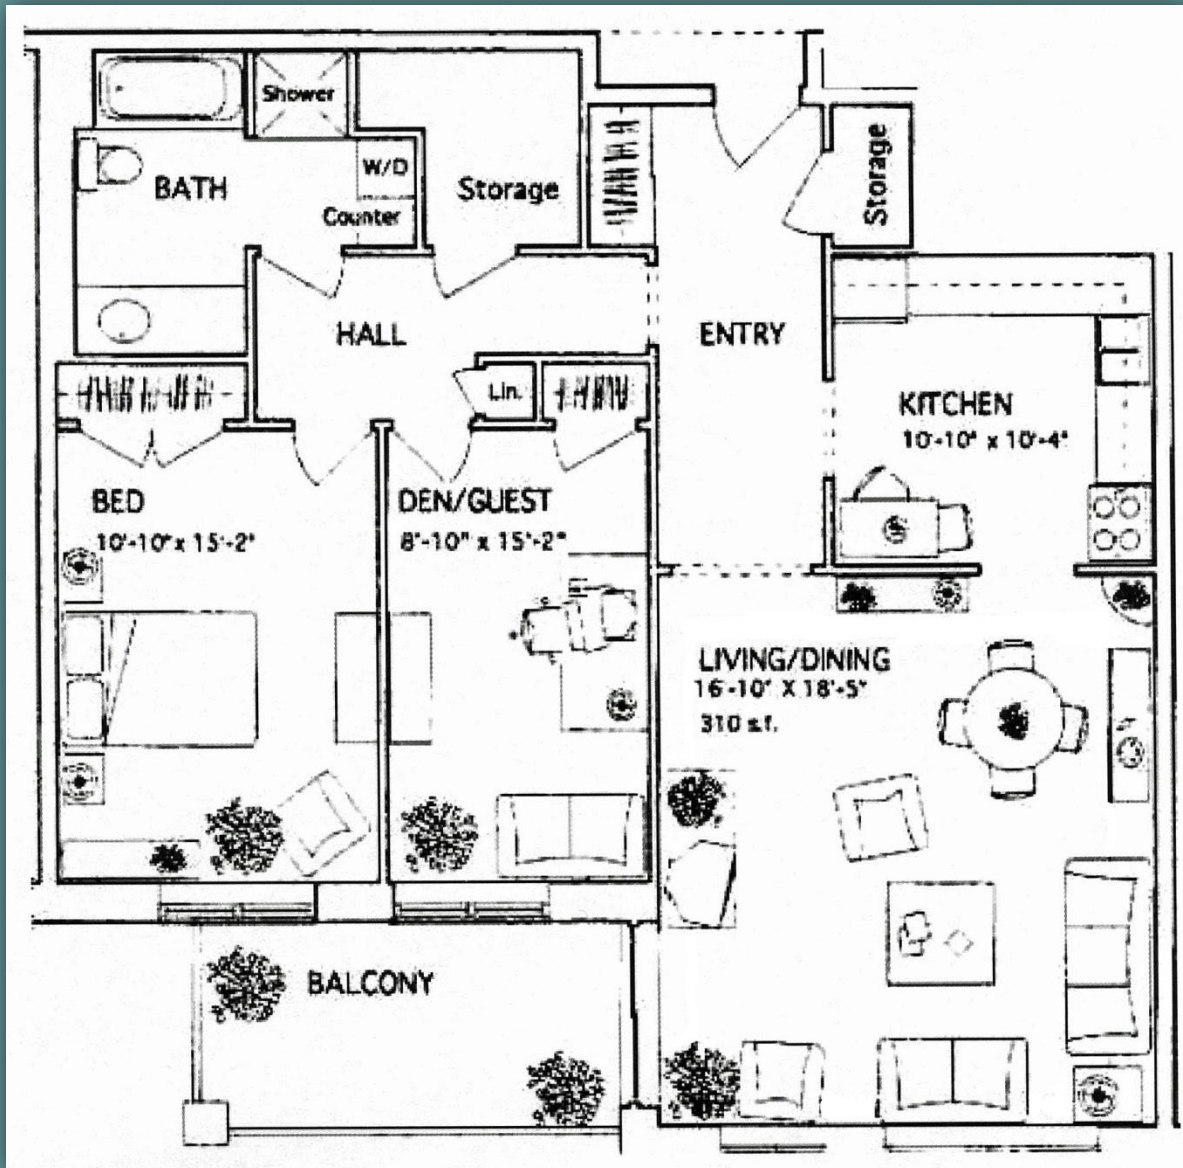 Shower
W/D
BATH
Storage
Storage
Counter
HALL
ENTRY
Lin.
KITCHEN
10'-10" x 10'-4"
BED
10'-10" x 15'-2"
DEN/GUEST
8'-10" x 15'-2"
LIVING/DINING
16'-10" X 18'-5"
310 s.f.
BALCONY